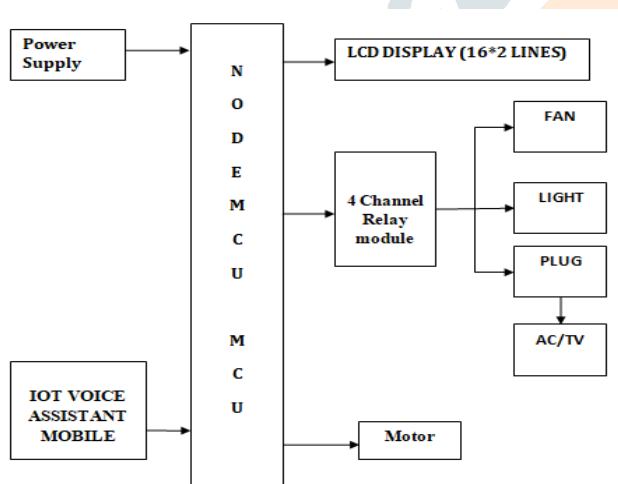 Power
Supply
N
O
D
E
M
C
U
M
C
U
LCD DISPLAY (16*2 LINES)
FAN
4 Channel
Relay
module
LIGHT
PLUG
AC/TV
IOT VOICE
ASSISTANT
MOBILE
Motor